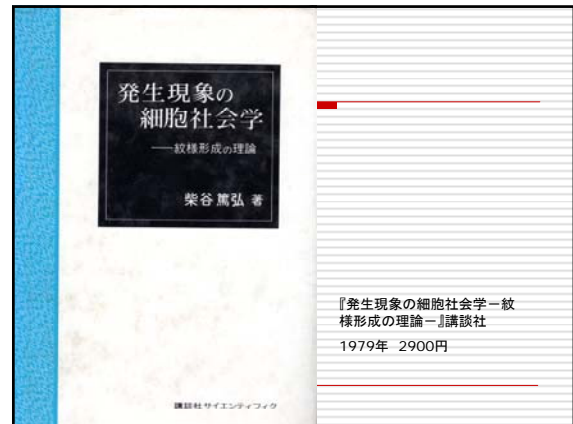 発生現象の
細胞社会学
──紋様形成の理論
柴谷篤弘 著
講談社サイエンティフィク
『発生現象の細胞社会学－紋
様形成の理論－』講談社
1979年 2900円